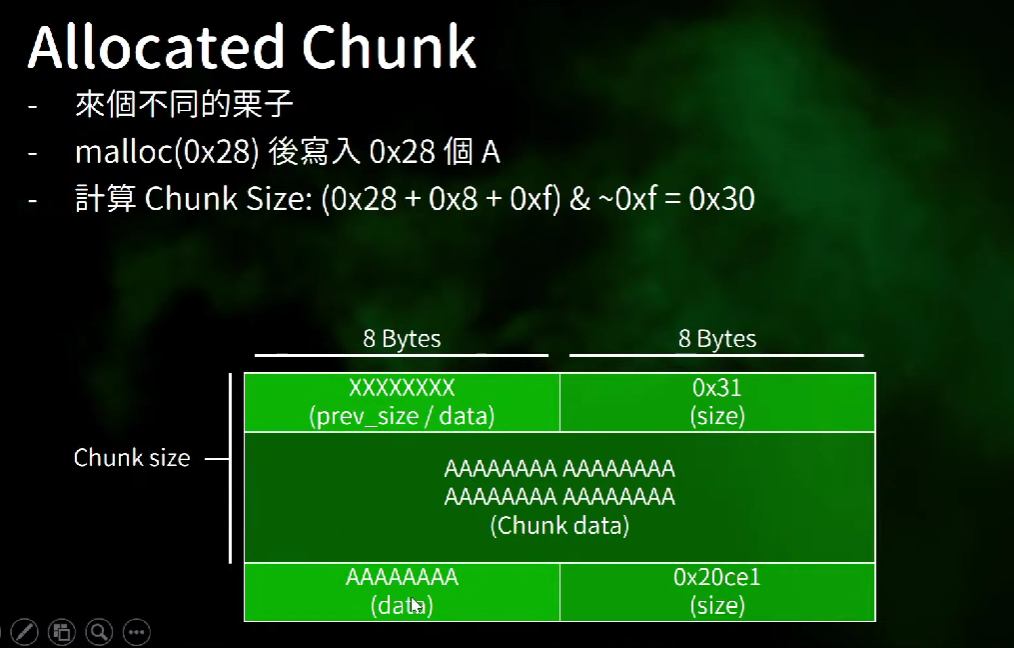 Allocated Chunk
- 來個不同的栗子
- malloc(0x28) 後寫入 0x28 個 A
- 計算 Chunk Size: (0x28 + 0x8 + 0xf) & ~0xf = 0x30
8 Bytes 8 Bytes
XXXXXXXX 0x31
(prev_size / data) (size)
Chunk size
AAAAAAAA AAAAAAAA
AAAAAAAA AAAAAAAA
(Chunk data)
AAAAAAAA 0x20ce1
(data) (size)